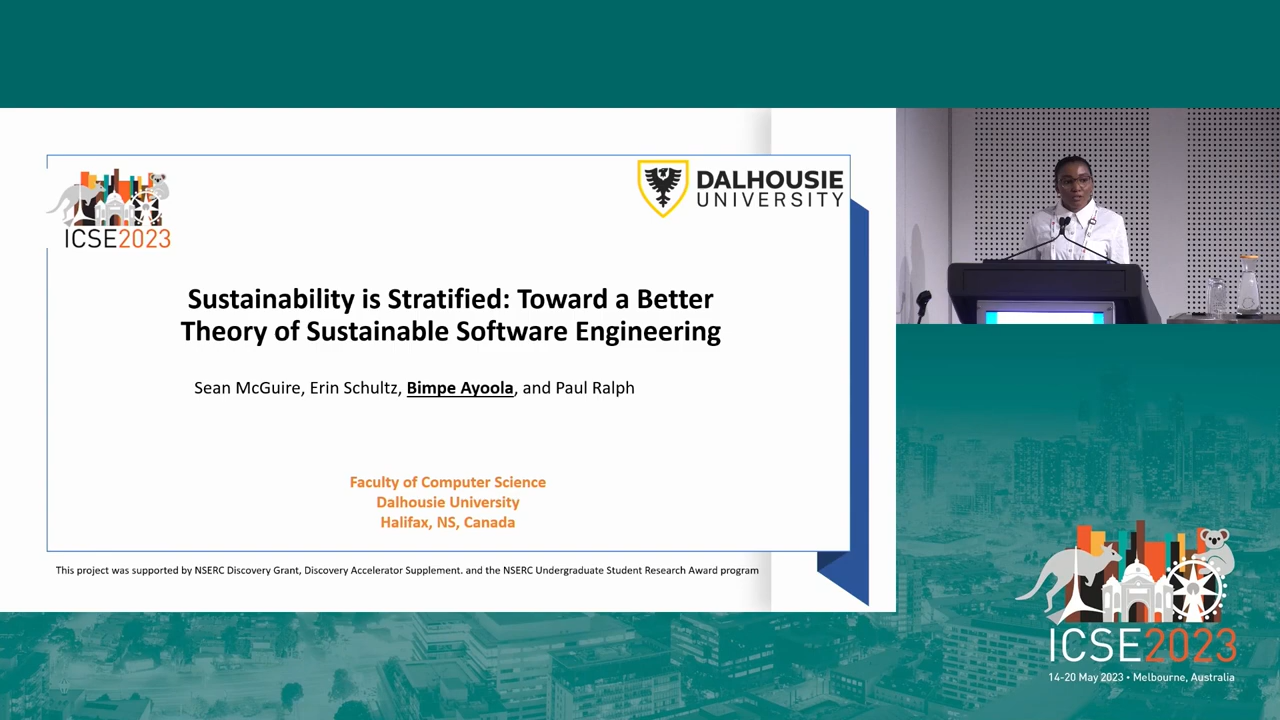 ICSE2023
DALHOUSIE
UNIVERSITY
Sustainability is Stratified: Toward a Better
Theory of Sustainable Software Engineering
Sean McGuire, Erin Schultz, Bimpe Ayoola, and Paul Ralph
Faculty of Computer Science
Dalhousie University
Halifax, NS, Canada
This project was supported by NSERC Discovery Grant, Discovery Accelerator Supplement. and the NSERC Undergraduate Student Research Award program
ICSE2023
14-20 May 2023 • Melbourne, Australia